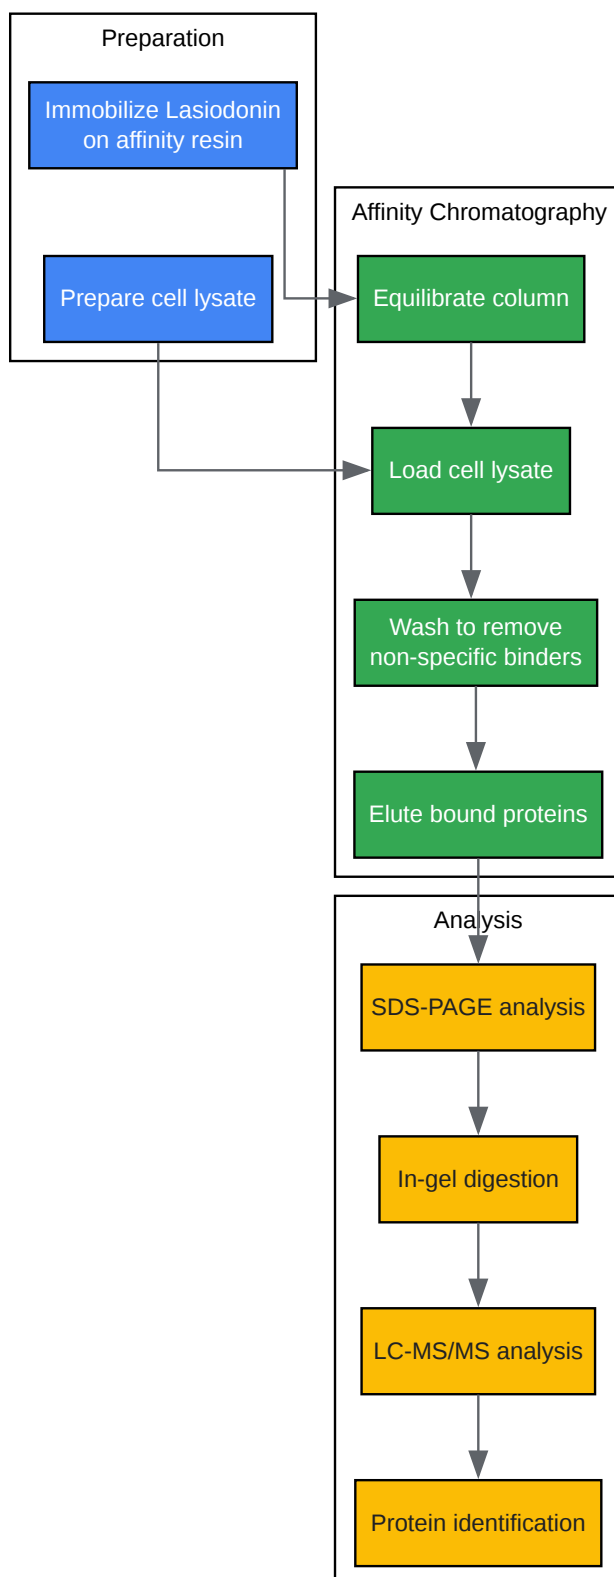 Preparation
Immobilize Lasiodonin
on affinity resin
Prepare cell lysate
Affinity Chromatography
Equilibrate column
Load cell lysate
Wash to remove
non-specific binders
Elute bound proteins
Analysis
SDS-PAGE analysis
In-gel digestion
LC-MS/MS analysis
Protein identification